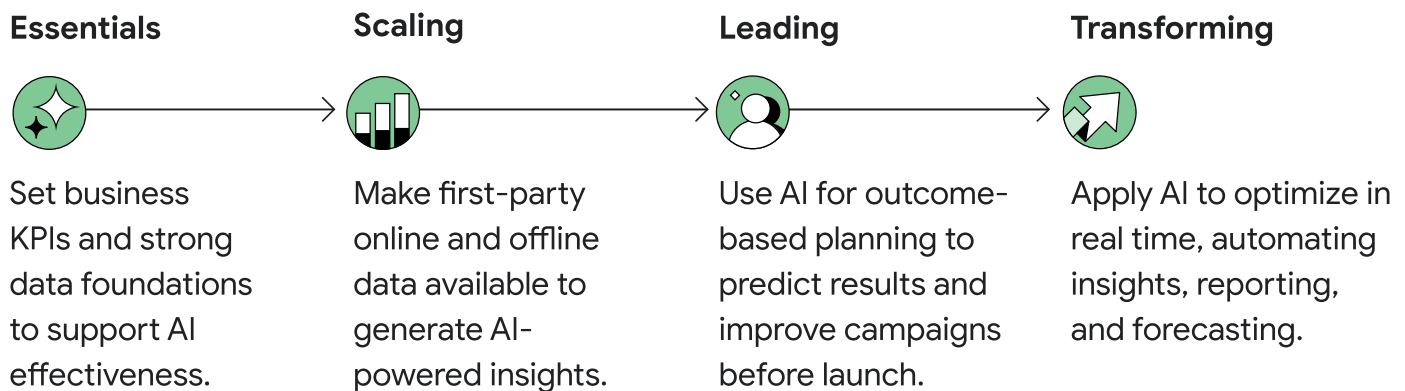 Essentials
Set business
KPIs and strong
data foundations
to support AI
effectiveness.
Scaling
Make first-party
online and offline
data available to
generate AI-
powered insights.
Leading
Use AI for outcome-
based planning to
predict results and
improve campaigns
before launch.
Transforming
Apply AI to optimize in
real time, automating
insights, reporting,
and forecasting.